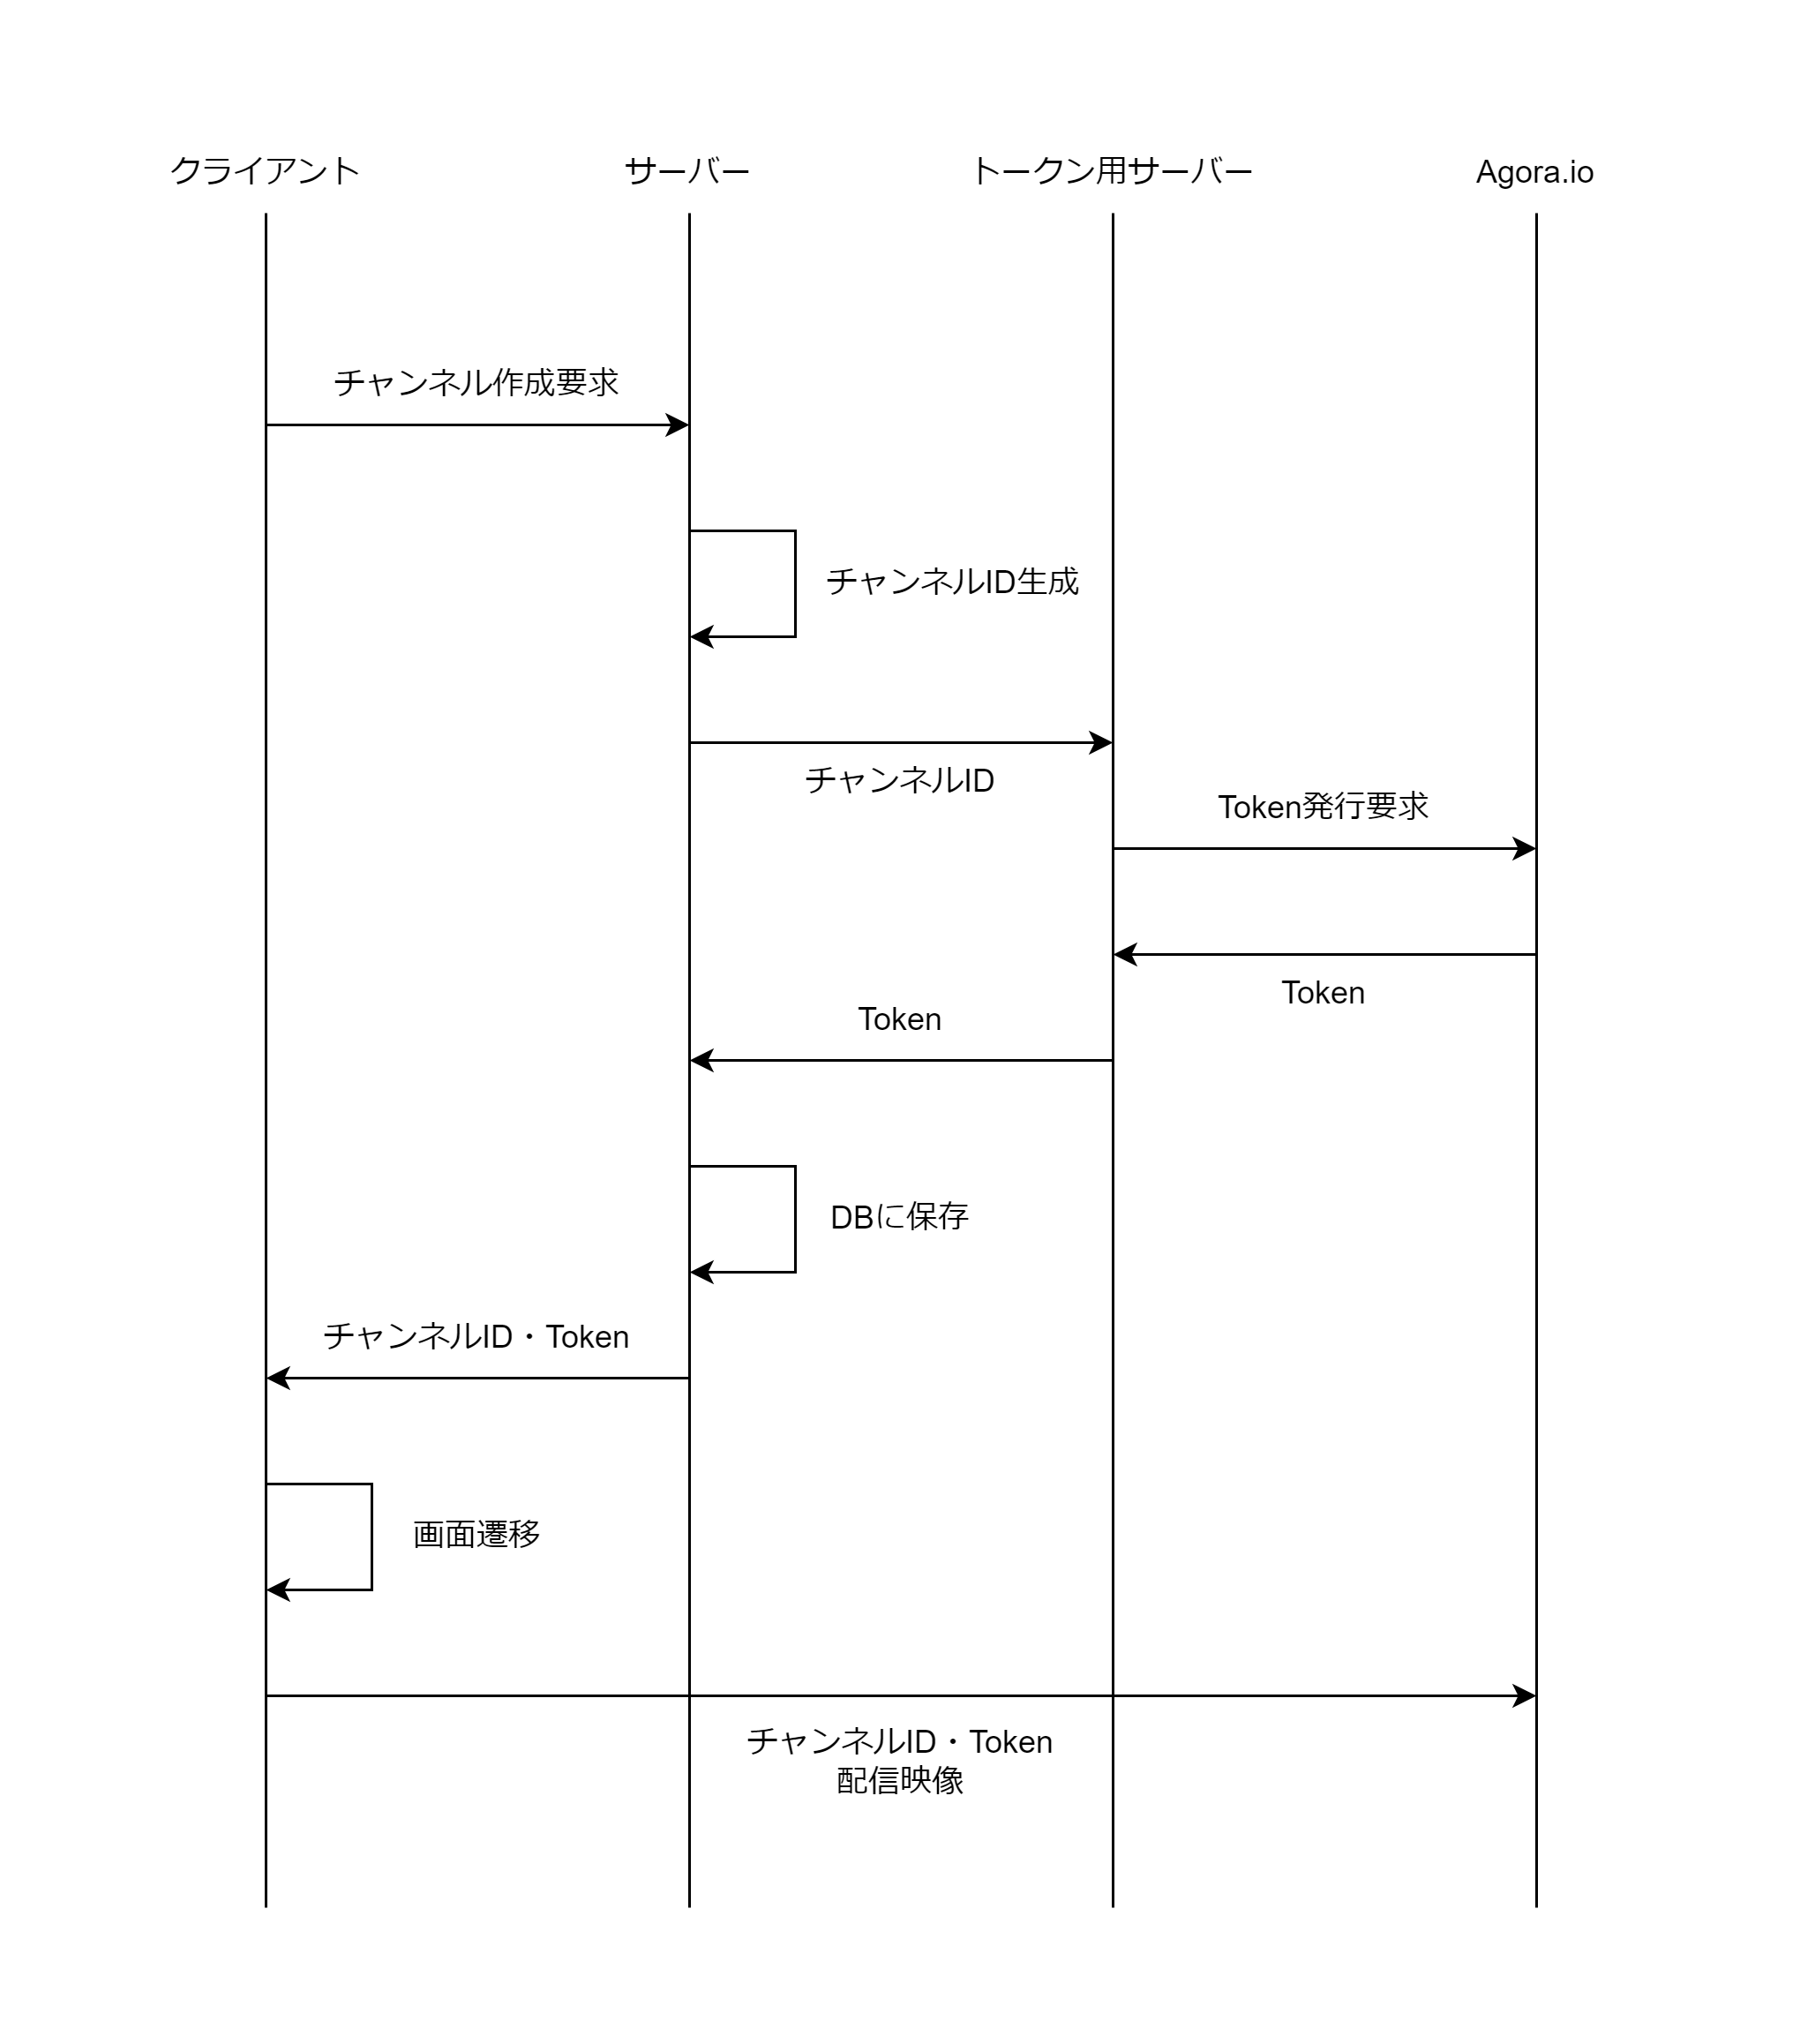 クライアント
サーバー
トークン用サーバー
Agora.io
チャンネル作成要求
チャンネルID生成
チャンネルID
Token発行要求
Token
Token
DBに保存
チャンネルID・Token
画面遷移
チャンネルID・Token
配信映像